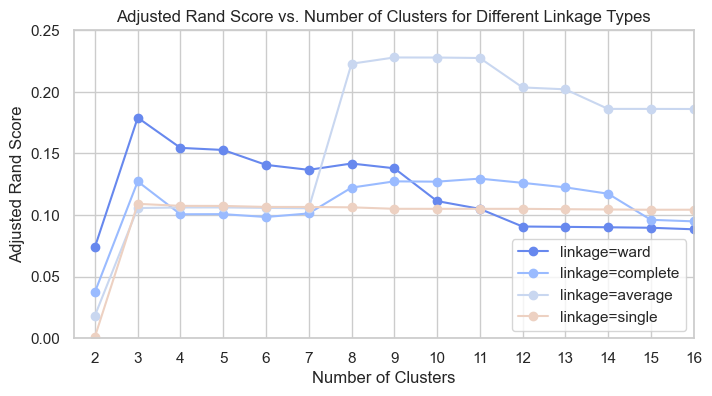 Adjusted Rand Score vs. Number of Clusters for Different Linkage Types
Adjusted Rand Score
0.25
0.20
0.15
0.10
0.05
0.00
2 3 4 5 6 7 8 9 10 11 12 13 14 15 16
Number of Clusters
linkage=ward
linkage=complete
linkage=average
linkage=single